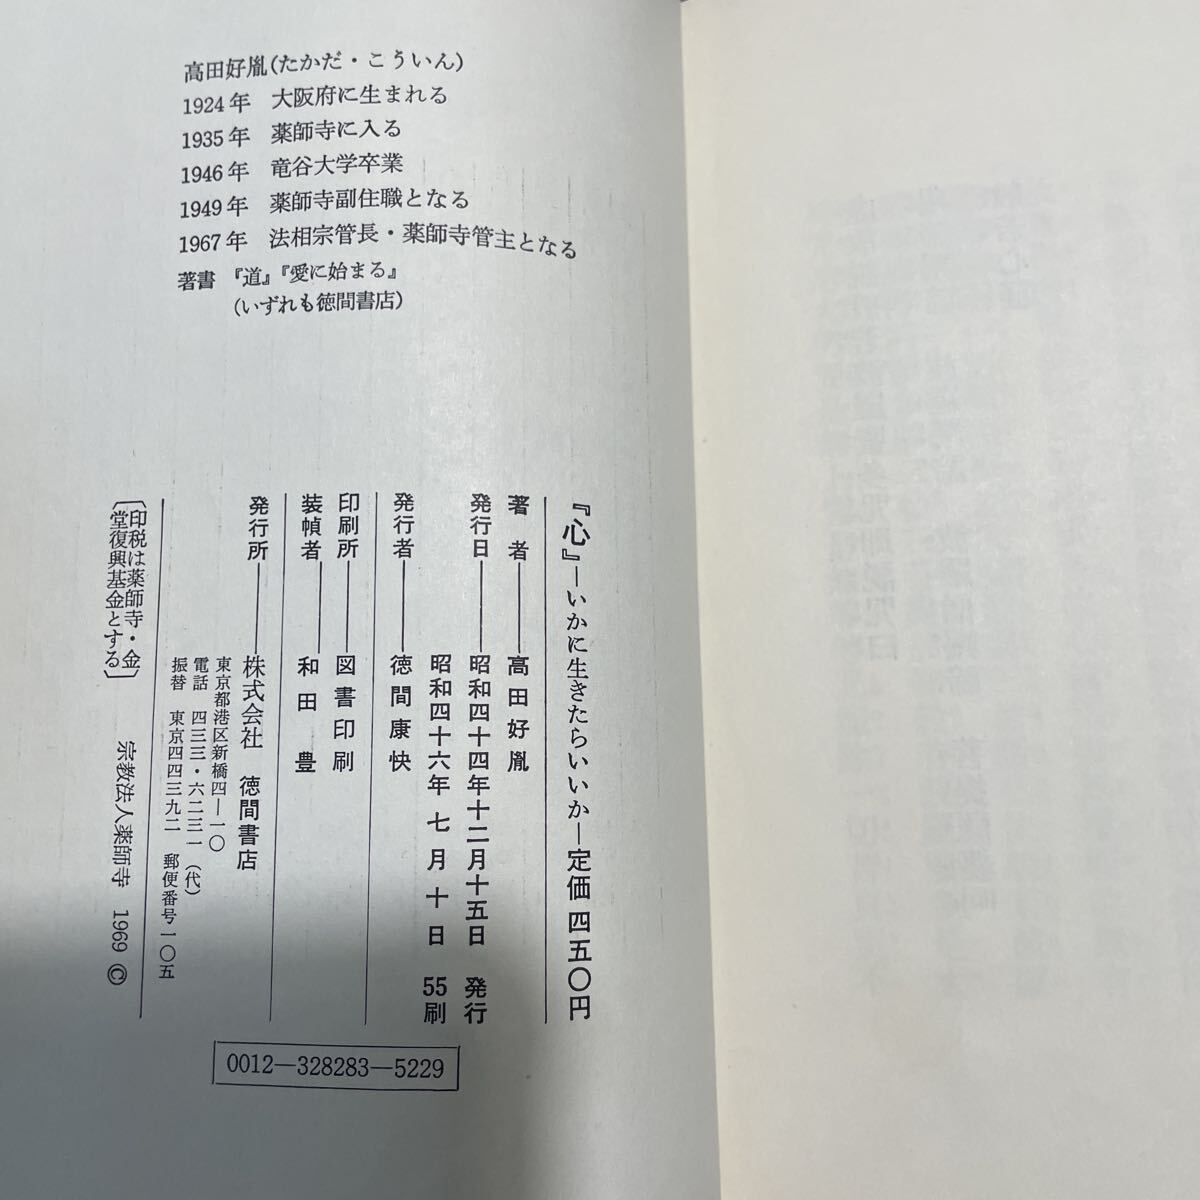 高田好胤(たかだ・こういん)
1924年 大阪府に生まれる
1935年 薬師寺に入る
1946年 竜谷大学卒業
1949年 薬師寺副住職となる
1967年 法相宗管長・薬師寺管主となる
著書 『道』『愛に始まる』
(いずれも徳間書店)
『心』―いかに生きたらいいか―定価 四五〇円
著者――高田好胤
発行日――昭和四十四年十二月十五日 発行
昭和四十六年 七月十日 55刷
発行者――徳間康快
印刷所――図書印刷
装幀者――和田 豊
発行所――株式会社 徳間書店
東京都港区新橋四―一〇
電話 四三三・六二三一(代)
振替 東京四四三九二 郵便番号一〇五
〔印税は薬師寺・金
堂復興基金とする〕
宗教法人薬師寺 1969 ©
0012―328283―5229